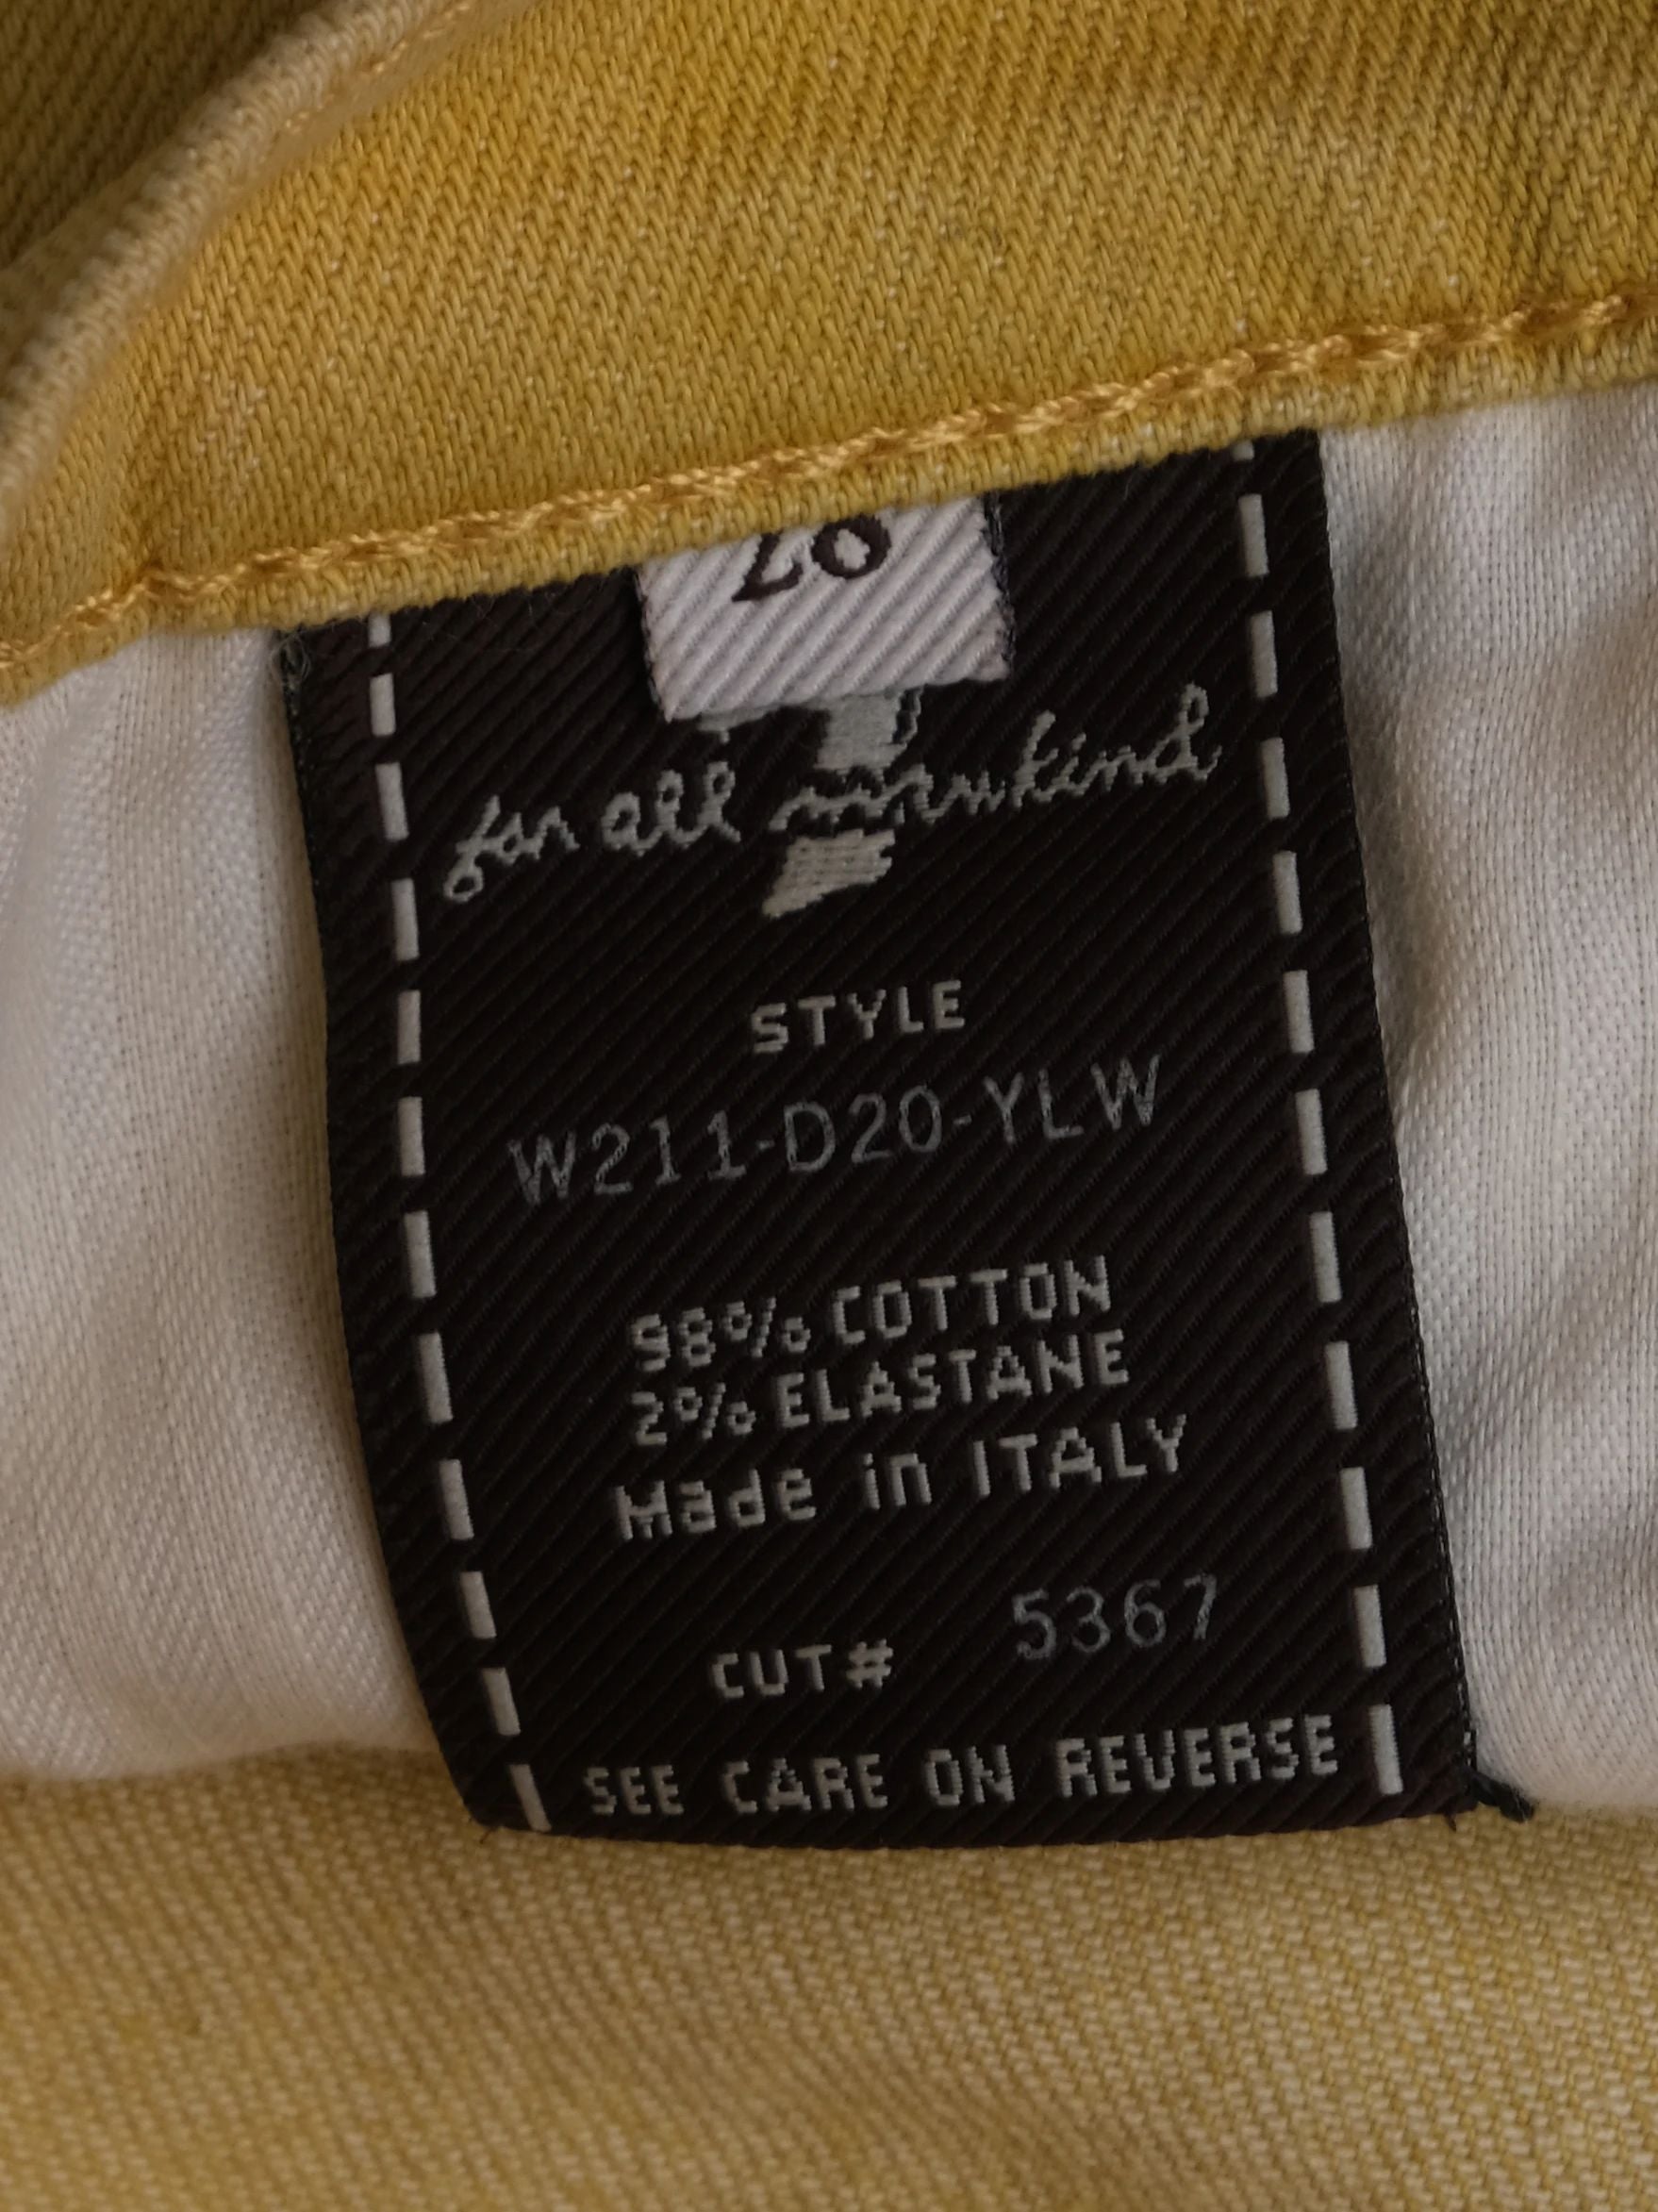 7
for all mankind
STYLE
W211-D20-YLW
98% COTTON
2% ELASTANE
Made in ITALY
CUT# 5367
SEE CARE ON REVERSE